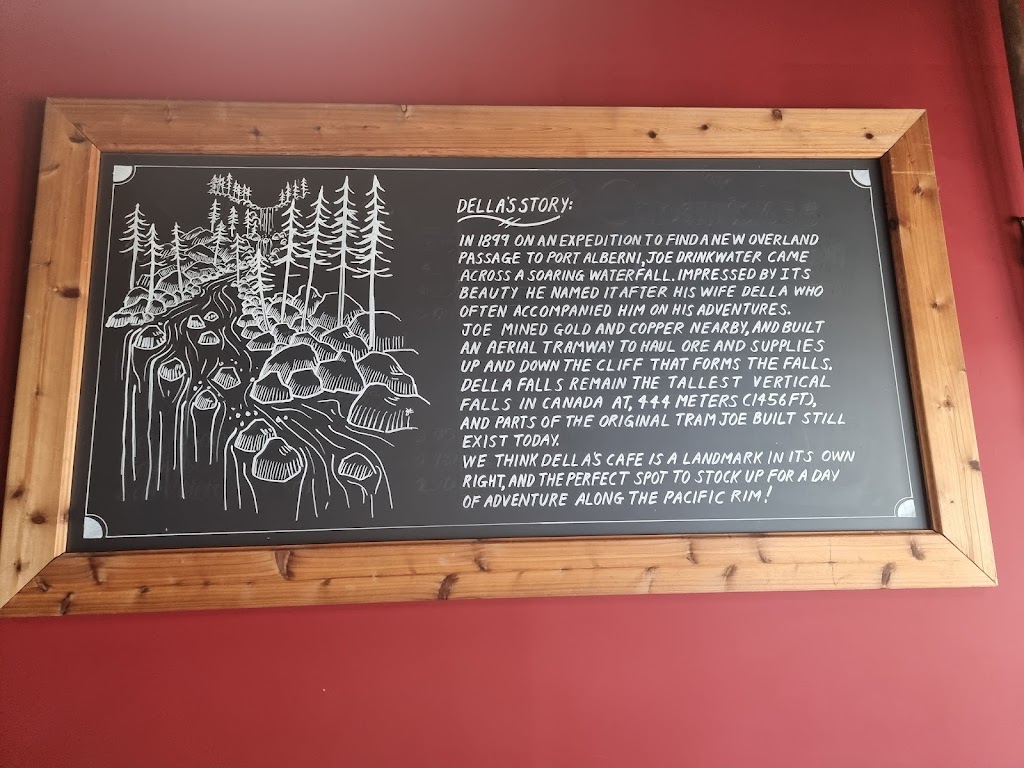 DELLA'S STORY:
IN 1899 ON AN EXPEDITION TO FIND A NEW OVERLAND
PASSAGE TO PORT ALBERNI, JOE DRINKWATER CAME
ACROSS A SOARING WATERFALL. IMPRESSED BY ITS
BEAUTY HE NAMED IT AFTER HIS WIFE DELLA WHO
OFTEN ACCOMPANIED HIM ON HIS ADVENTURES.
JOE MINED GOLD AND COPPER NEARBY, AND BUILT
AN AERIAL TRAMWAY TO HAUL ORE AND SUPPLIES
UP AND DOWN THE CLIFF THAT FORMS THE FALLS.
DELLA FALLS REMAIN THE TALLEST VERTICAL
FALLS IN CANADA AT, 444 METERS (1456 FT),
AND PARTS OF THE ORIGINAL TRAM JOE BUILT STILL
EXIST TODAY.
WE THINK DELLA'S CAFE IS A LANDMARK IN ITS OWN
RIGHT, AND THE PERFECT SPOT TO STOCK UP FOR A DAY
OF ADVENTURE ALONG THE PACIFIC RIM!